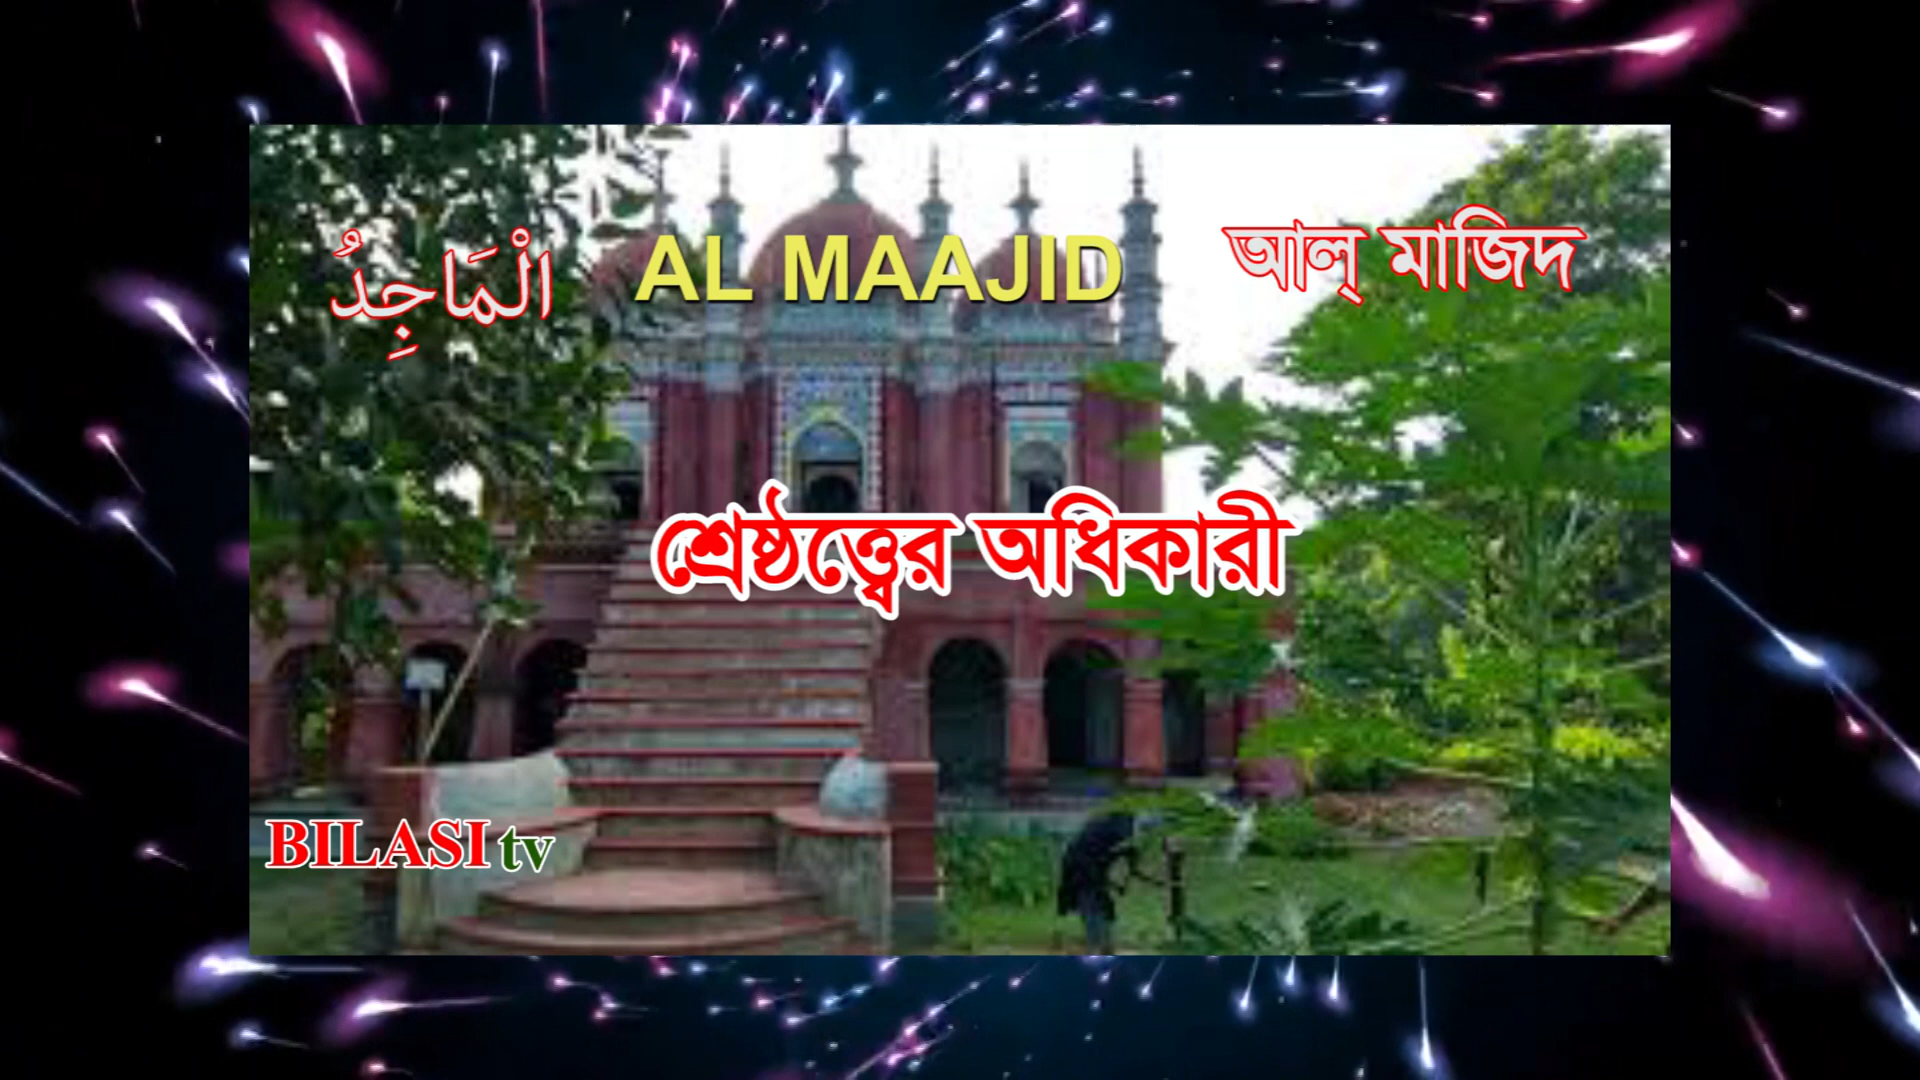 الْمَاجِدُ
AL MAAJID
আল্ মাজিদ
শ্রেষ্ঠত্ত্বের অধিকারী
BILASI tv